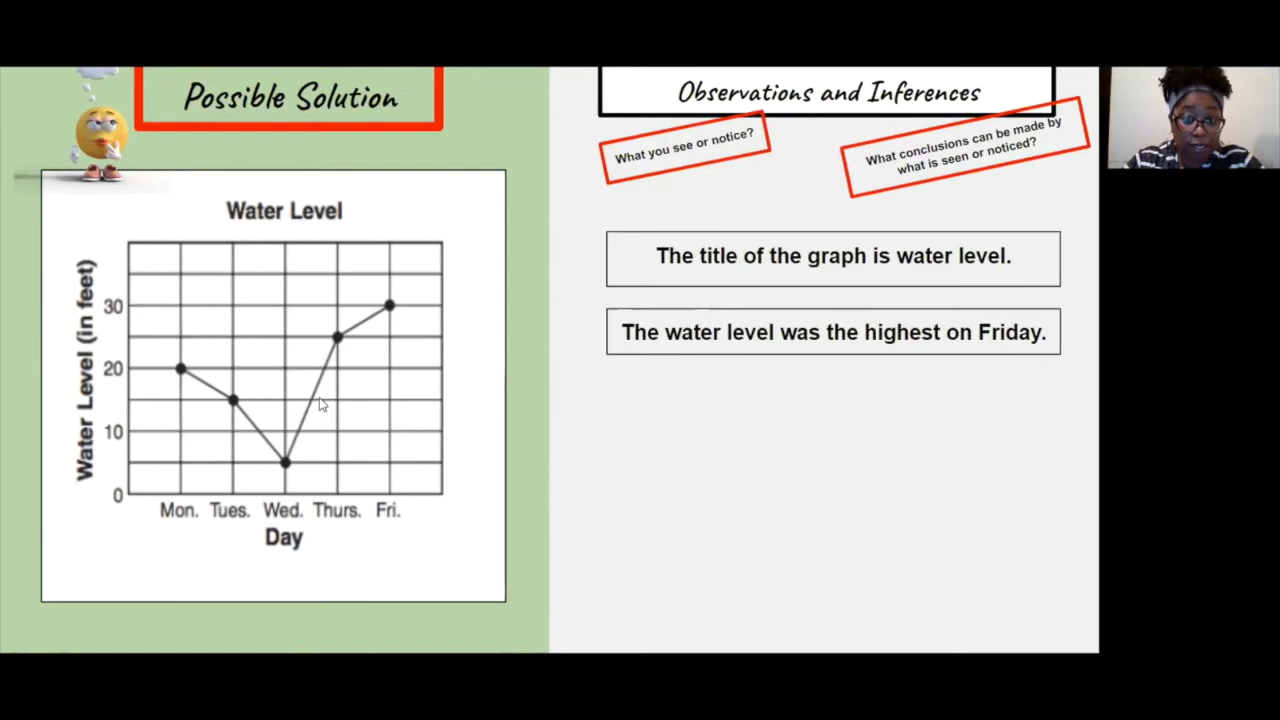 Possible Solution
Water Level
Water Level (in feet)
30
20
10
0
Mon. Tues. Wed. Thurs. Fri.
Day
Observations and Inferences
What you see or notice?
What conclusions can be made by
what is seen or noticed?
The title of the graph is water level.
The water level was the highest on Friday.